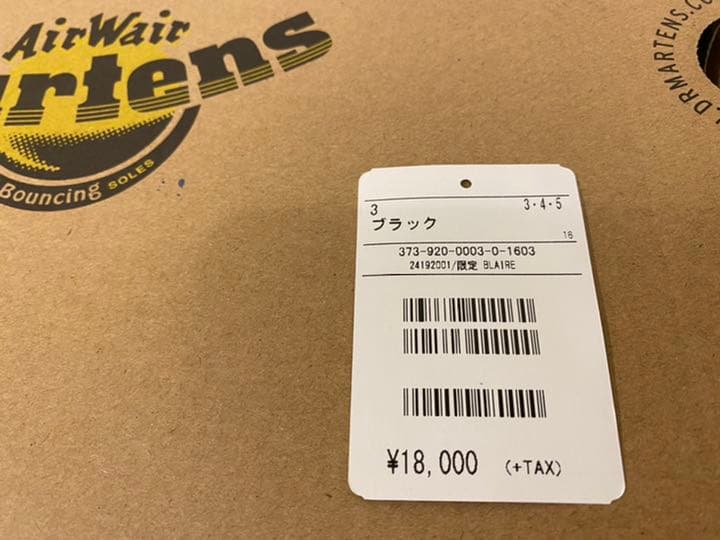 AirWair
artens
Bouncing SOLES
DRMARTENS.CO
3 3・4・5
ブラック
16
373-920-0003-0-1603
24192001/限定 BLAIRE
¥18,000 (+TAX)